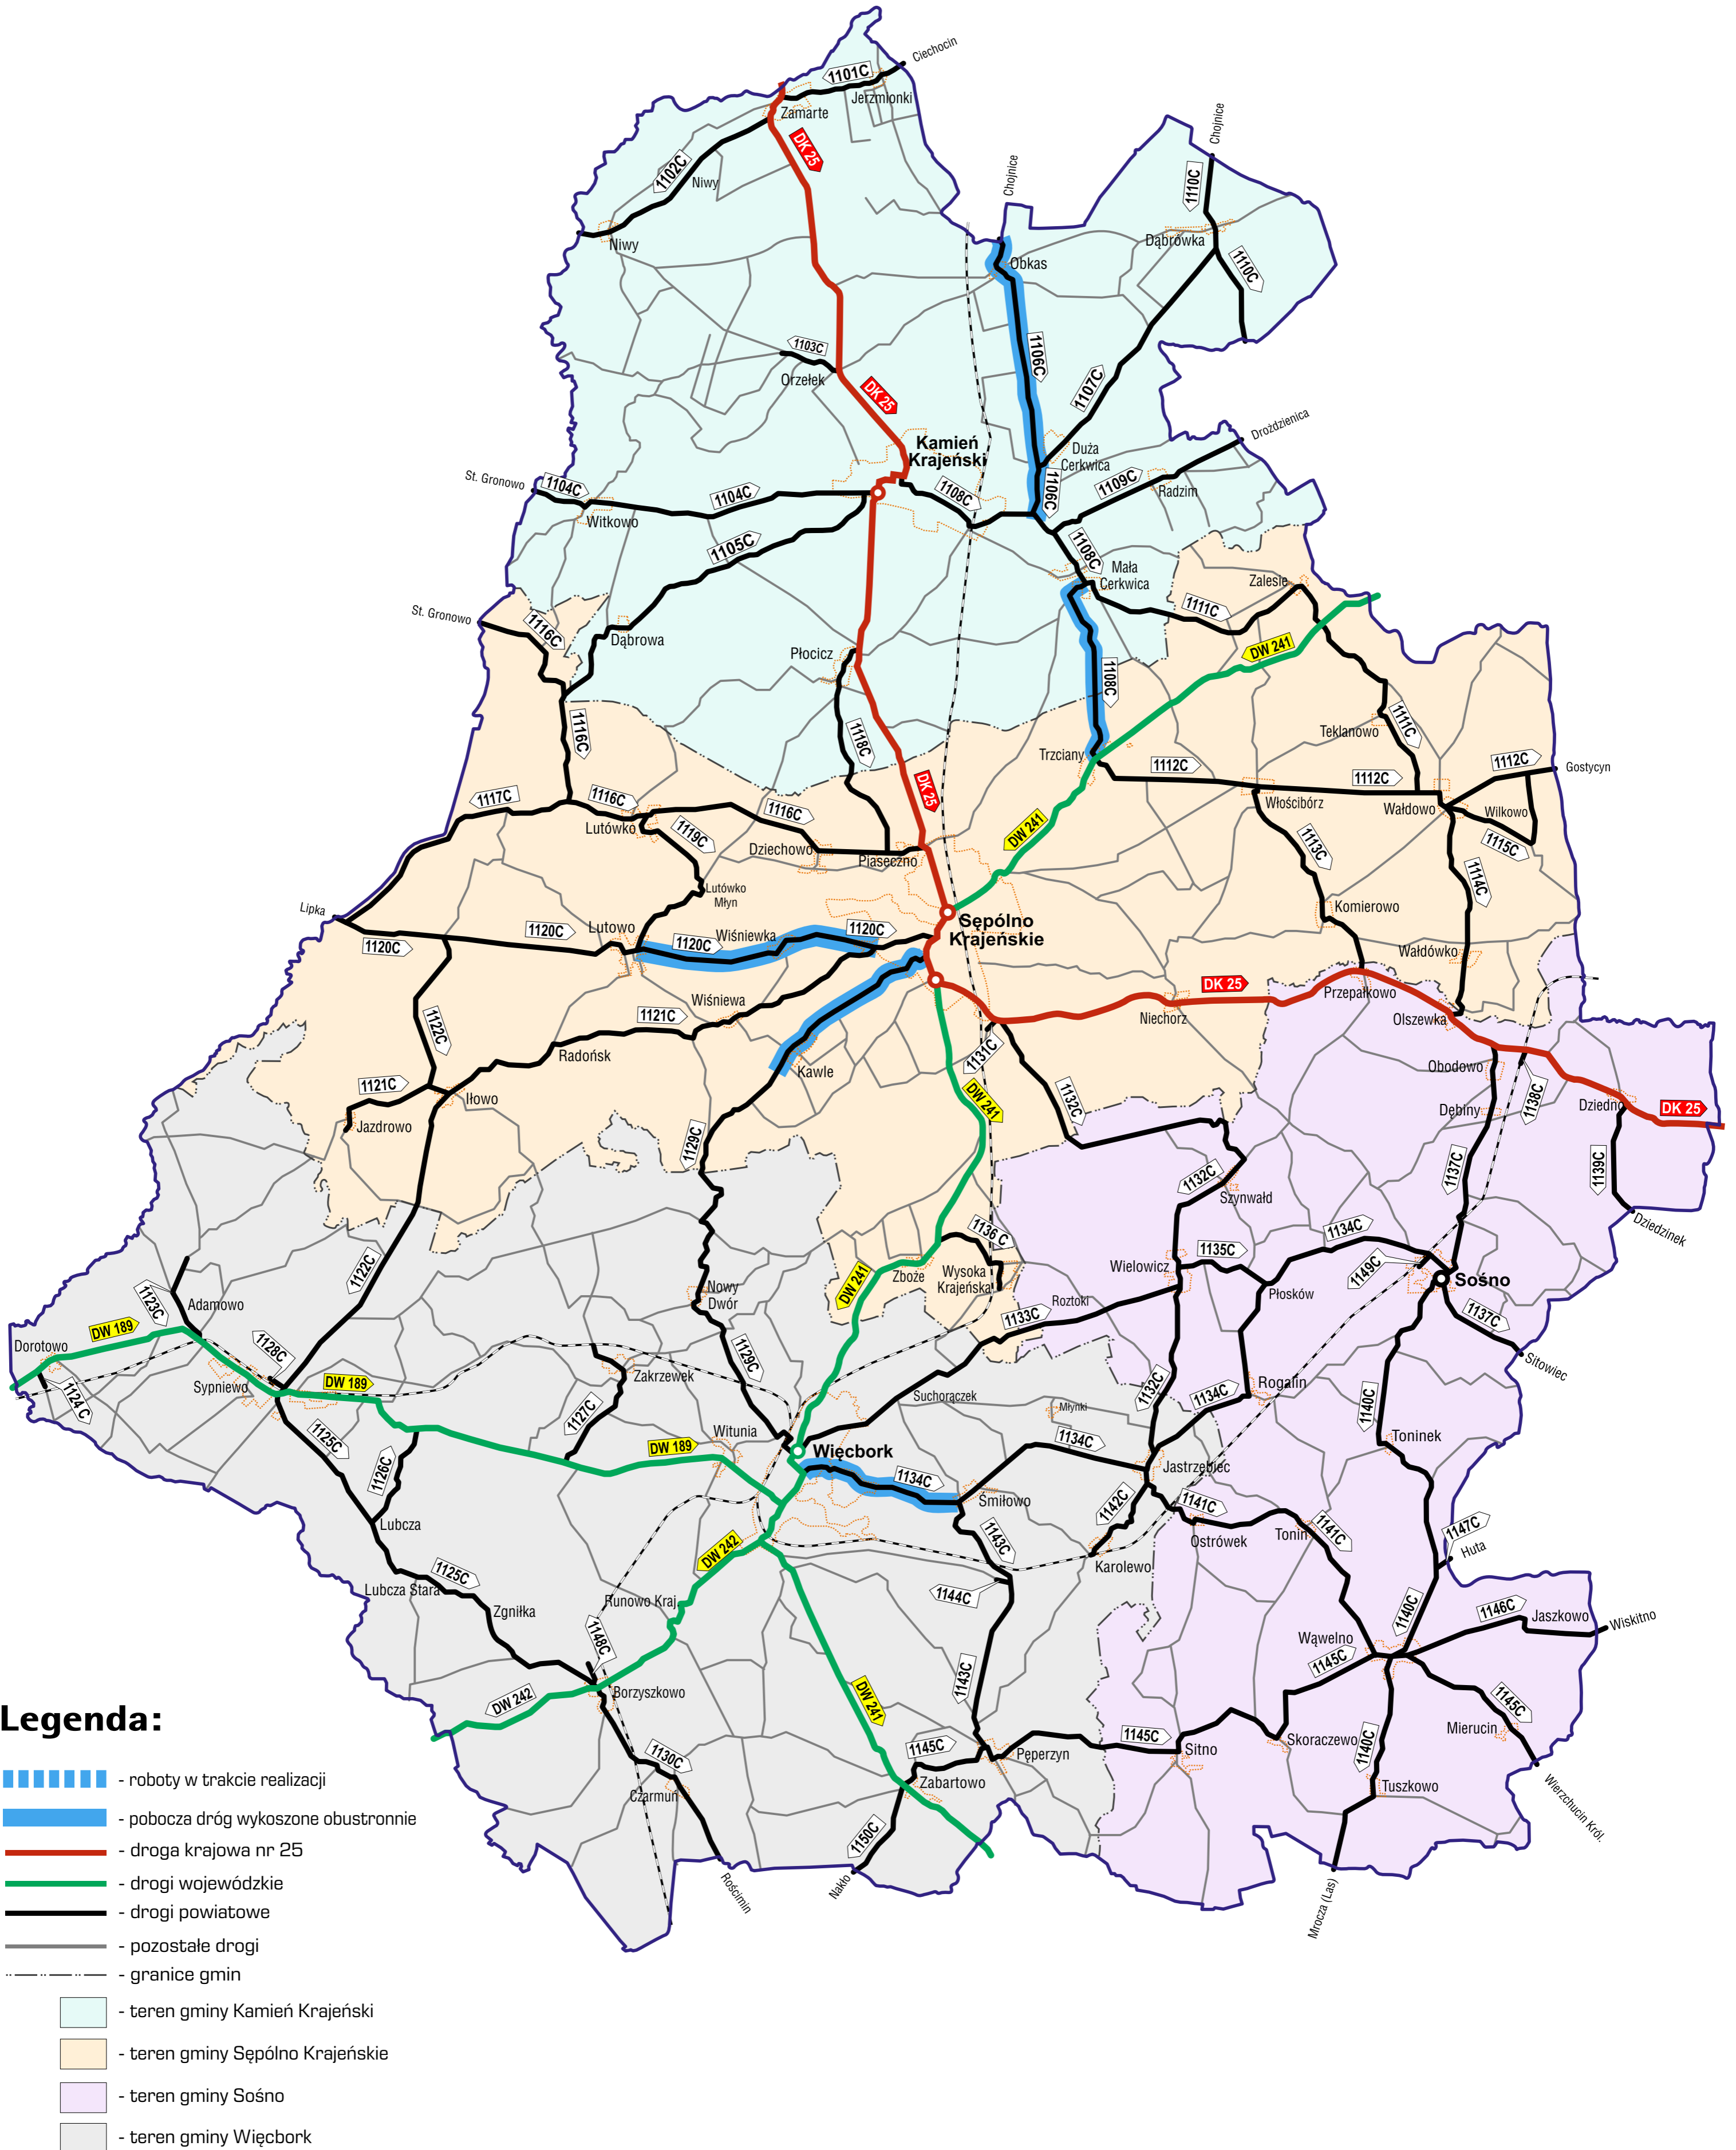 Ciechocin
1101C
Jerzmionki
Zamarte
DK 25
1102C
Niwy
Niwy
Chojnice
Chojnice
1110C
Dąbrówka
1110C
Obkas
1106C
1103C
Orzełek
DK 25
1107C
Kamień
Krajeński
Duża
Cerkwica
Drożdzienica
St. Gronowo
1104C
1104C
Witkowo
1108C
1106C
1109C
Radzim
1105C
1108C
Mała
Cerkwica
Zalesie
St. Gronowo
1116C
Dąbrowa
1111C
Płocicz
DW 241
1108C
1116C
1118C
Teklanowo
1111C
Trzciany
1112C
1112C
1112C
Gostycyn
DK 25
1117C
1116C
1116C
Włościbórz
Wałdowo
Wilkowo
Lutówko
1119C
Dziechowo
Piaseczno
DW 241
1113C
1115C
1114C
Lutówko
Młyn
Lipka
Komierowo
Sępólno
Krajeńskie
1120C
1120C
Lutowo
1120C
Wiśniewka
1120C
Wałdówko
DK 25
Przepałkowo
Wiśniewa
1121C
Niechorz
Olszewka
1122C
Radońsk
Kawle
1131C
Obodowo
1138C
1121C
Iłowo
Jazdrowo
DW 241
1132C
Dębiny
Dziedno
DK 25
1129C
1137C
1139C
1132C
Szynwałd
Dziedzinek
1136 C
1134C
1122C
1135C
Wielowicz
1149C
Sośno
1123C
Adamowo
Nowy
Dwór
DW 241
Zboże
Wysoka
Krajeńska
Płosków
Roztoki
1133C
1137C
Dorotowo
DW 189
1128C
1129C
Sitowiec
Sypniewo
DW 189
1124 C
Zakrzewek
1127C
1132C
1134C
Rogalin
Suchorączek
Młynki
1140C
1125C
1126C
Witunia
DW 189
Więcbork
1134C
Toninek
1134C
Jastrzębiec
Śmiłowo
1142C
1141C
Lubcza
DW 242
1143C
Ostrówek
Tonin
1141C
1147C
Huta
Karolewo
1125C
Lubcza Stara
Zgniłka
Runowo Kraj.
1144C
1140C
1146C
Jaszkowo
Wiskitno
1148C
Wąwelno
1145C
1143C
Borzyszkowo
DW 242
DW 241
1145C
Mierucin
1130C
1145C
Pęperzyn
1145C
Sitno
Skoraczewo
1140C
Czarmuń
Zabartowo
Tuszkowo
Wierzchucin Król.
1150C
Nakło
Rościmin
Mrocza (Las)
Legenda:
- roboty w trakcie realizacji
- pobocza dróg wykoszone obustronnie
- droga krajowa nr 25
- drogi wojewódzkie
- drogi powiatowe
- pozostałe drogi
- granice gmin
- teren gminy Kamień Krajeński
- teren gminy Sępólno Krajeńskie
- teren gminy Sośno
- teren gminy Więcbork